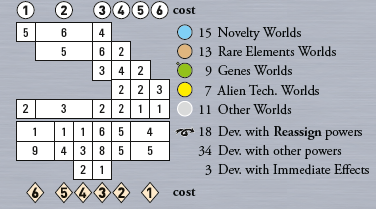 1 2 3 4 5 6 cost
5 6 4 15 Novelty Worlds
5 6 2 13 Rare Elements Worlds
3 4 2 9 Genes Worlds
2 2 3 7 Alien Tech. Worlds
2 3 2 2 1 1 11 Other Worlds
1 1 1 6 5 4 18 Dev. with Reassign powers
9 4 3 8 5 5 34 Dev. with other powers
2 1 3 Dev. with Immediate Effects
6 5 4 3 2 1 cost